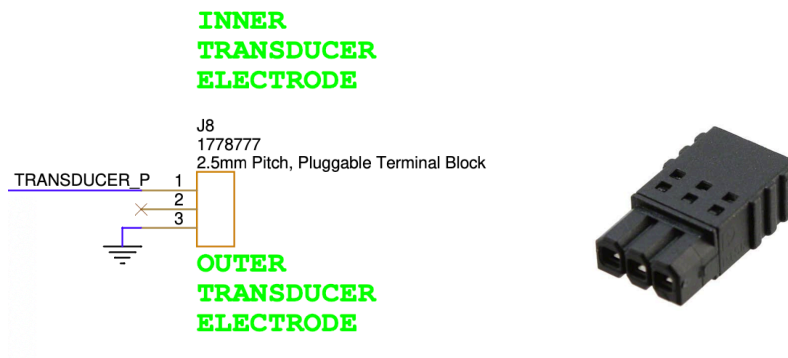 INNER
TRANSDUCER
ELECTRODE
J8
1778777
2.5mm Pitch, Pluggable Terminal Block
TRANSDUCER_P 1
2
3
OUTER
TRANSDUCER
ELECTRODE